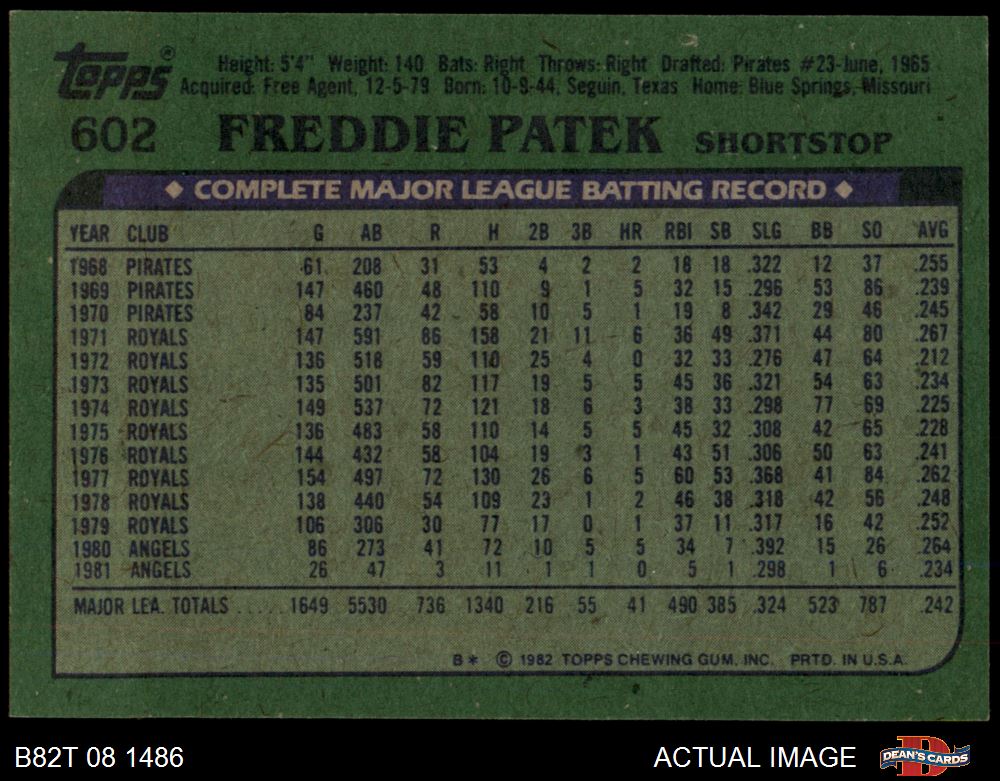 Topps® Height: 5'4" Weight: 140 Bats: Right Throws: Right Drafted: Pirates #23-June, 1965
Acquired: Free Agent, 12-5-79 Born: 10-9-44, Seguin, Texas Home: Blue Springs, Missouri
602 FREDDIE PATEK SHORTSTOP
◆ COMPLETE MAJOR LEAGUE BATTING RECORD ◆
YEAR CLUB G AB R H 2B 3B HR RBI SB SLG BB SO AVG
1968 PIRATES 61 208 31 53 4 2 2 18 18 .322 12 37 .255
1969 PIRATES 147 460 48 110 9 1 5 32 15 .296 53 86 .239
1970 PIRATES 84 237 42 58 10 5 1 19 8 .342 29 46 .245
1971 ROYALS 147 591 86 158 21 11 6 36 49 .371 44 80 .267
1972 ROYALS 136 518 59 110 25 4 0 32 33 .276 47 64 .212
1973 ROYALS 135 501 82 117 19 5 5 45 36 .321 54 63 .234
1974 ROYALS 149 537 72 121 18 6 3 38 33 .298 77 69 .225
1975 ROYALS 136 483 58 110 14 5 5 45 32 .308 42 65 .228
1976 ROYALS 144 432 58 104 19 3 1 43 51 .306 50 63 .241
1977 ROYALS 154 497 72 130 26 6 5 60 53 .368 41 84 .262
1978 ROYALS 138 440 54 109 23 1 2 46 38 .318 42 56 .248
1979 ROYALS 106 306 30 77 17 0 1 37 11 .317 16 42 .252
1980 ANGELS 86 273 41 72 10 5 5 34 7 .392 15 26 .264
1981 ANGELS 26 47 3 11 1 1 0 5 1 .298 1 6 .234
MAJOR LEA. TOTALS ..... 1649 5530 736 1340 216 55 41 490 385 .324 523 787 .242
B* © 1982 TOPPS CHEWING GUM, INC. PRTD. IN U.S.A.
B82T 08 1486 ACTUAL IMAGE DEAN'S CARDS